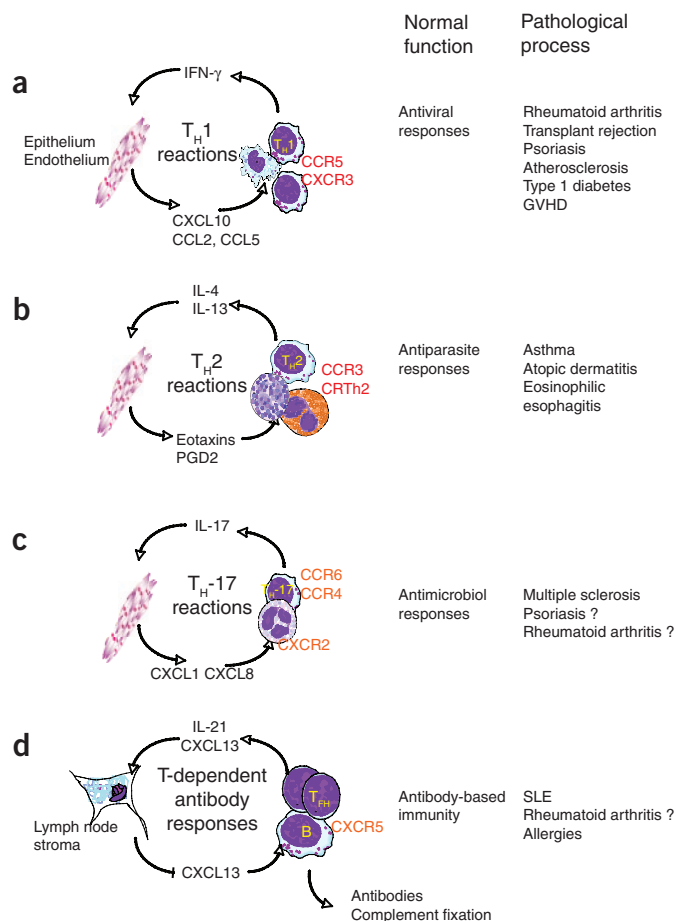 Normal
function
Pathological
process
a
IFN-γ
Epithelium
Endothelium
TH1
reactions
TH1
CCR5
CXCR3
CXCL10
CCL2, CCL5
Antiviral
responses
Rheumatoid arthritis
Transplant rejection
Psoriasis
Atherosclerosis
Type 1 diabetes
GVHD
b
IL-4
IL-13
TH2
reactions
TH2
CCR3
CRTh2
Eotaxins
PGD2
Antiparasite
responses
Asthma
Atopic dermatitis
Eosinophilic
esophagitis
c
IL-17
TH-17
reactions
TH-17
CCR6
CCR4
CXCR2
CXCL1 CXCL8
Antimicrobiol
responses
Multiple sclerosis
Psoriasis ?
Rheumatoid arthritis ?
d
IL-21
CXCL13
T-dependent
antibody
responses
Lymph node
stroma
TFH
B
CXCR5
CXCL13
Antibody-based
immunity
SLE
Rheumatoid arthritis ?
Allergies
Antibodies
Complement fixation